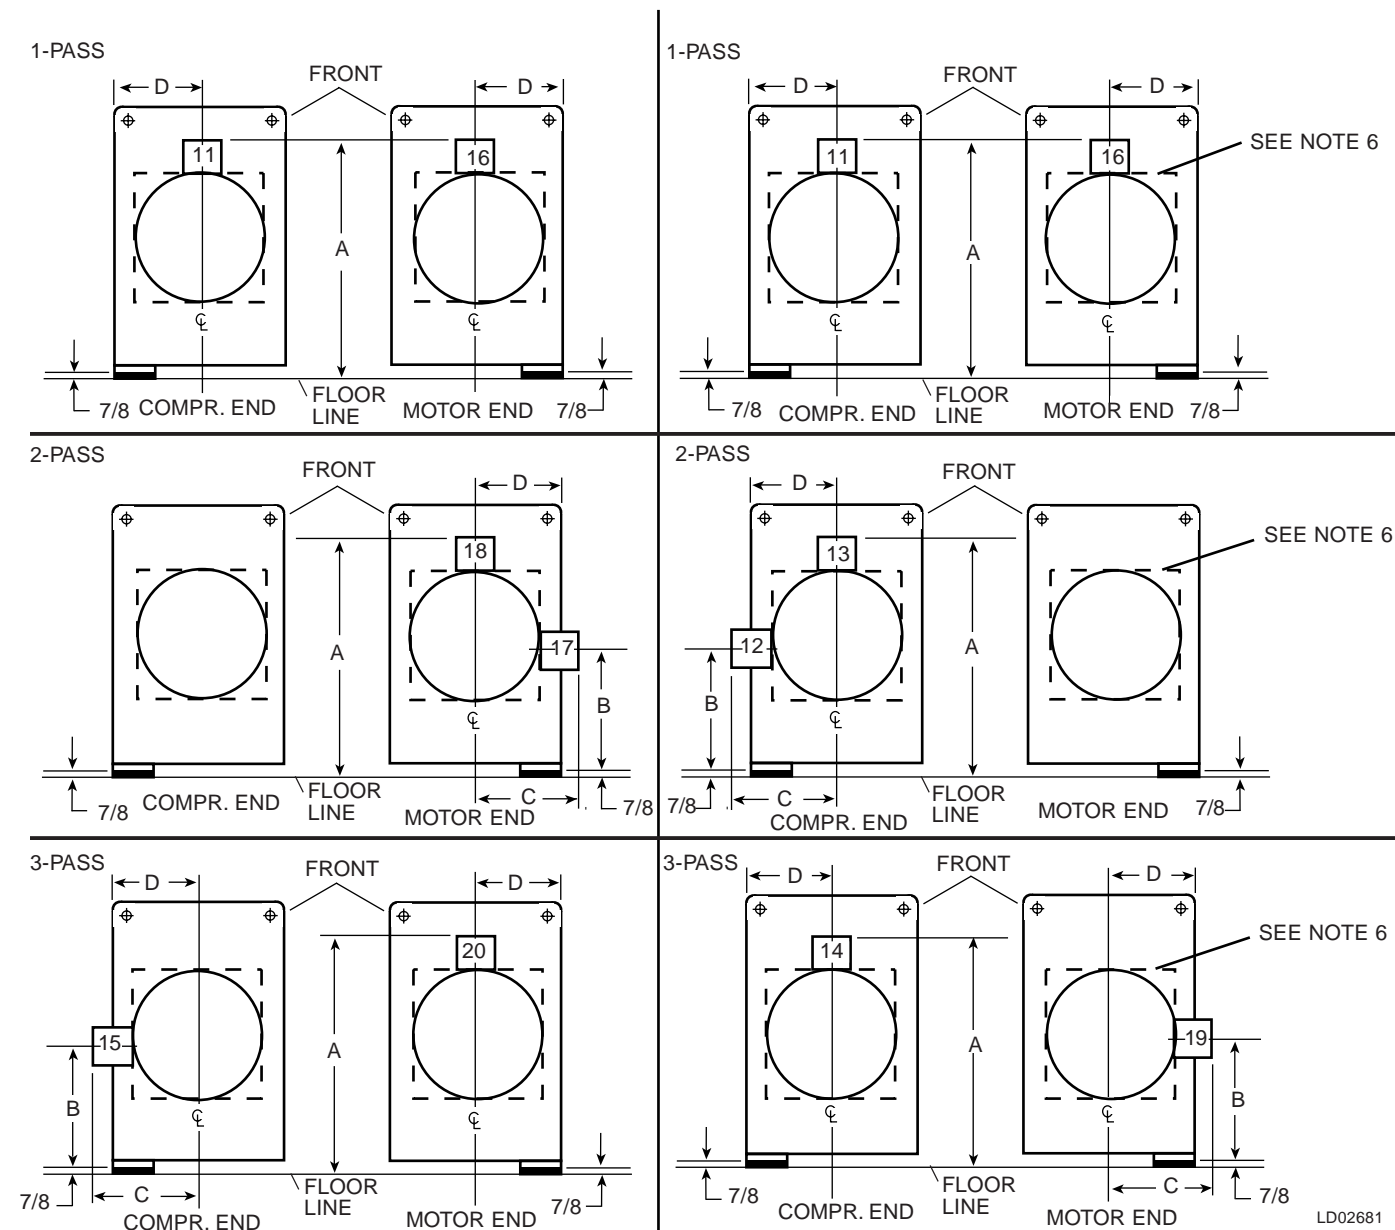 1-PASS
FRONT
D
D
11
16
A
℄
℄
7/8
COMPR. END
FLOOR
LINE
MOTOR END
7/8
1-PASS
FRONT
D
D
11
16
SEE NOTE 6
A
℄
℄
7/8
COMPR. END
FLOOR
LINE
MOTOR END
7/8
2-PASS
FRONT
D
18
17
A
B
℄
7/8
COMPR. END
FLOOR
LINE
MOTOR END
C
7/8
2-PASS
D
FRONT
13
12
SEE NOTE 6
A
B
℄
7/8
C
COMPR. END
FLOOR
LINE
MOTOR END
7/8
3-PASS
D
FRONT
D
15
20
A
B
℄
℄
7/8
C
COMPR. END
FLOOR
LINE
MOTOR END
7/8
3-PASS
D
FRONT
D
14
19
SEE NOTE 6
A
B
℄
℄
7/8
COMPR. END
FLOOR
LINE
MOTOR END
C
7/8
LD02681